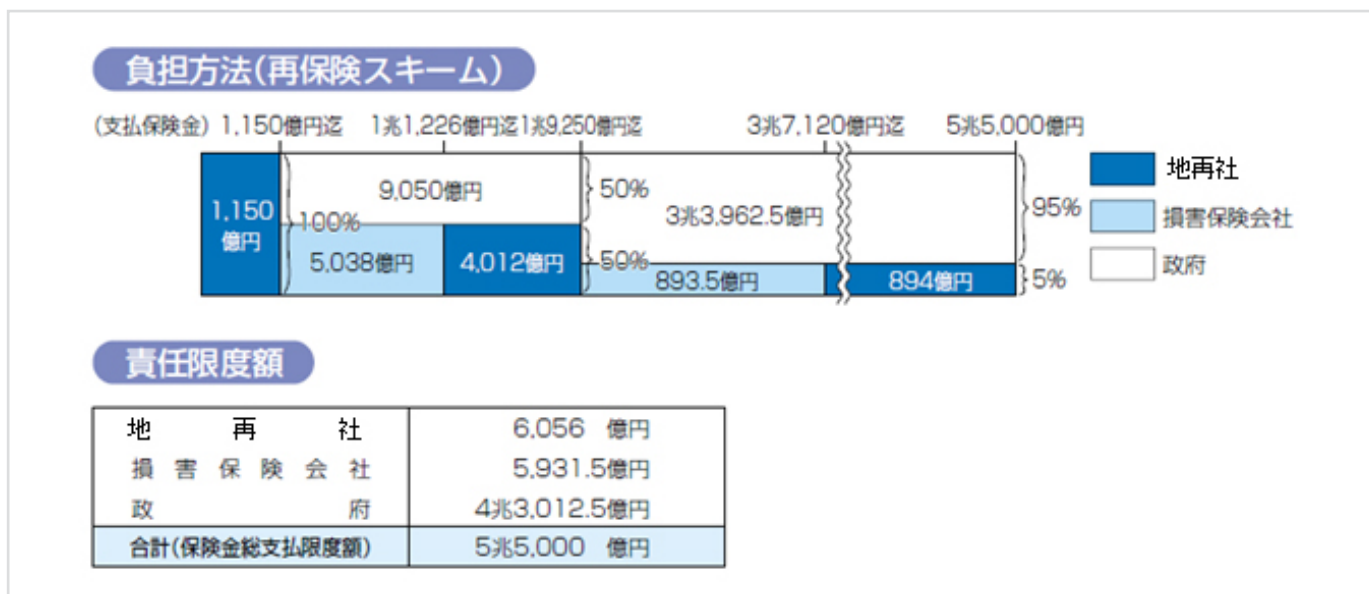 負担方法(再保険スキーム)
(支払保険金) 1,150億円迄 1兆1,226億円迄 1兆9,250億円迄 3兆7,120億円迄 5兆5,000億円
1,150
億円
100%
9,050億円
5,038億円
4,012億円
50%
50%
3兆3,962.5億円
893.5億円
894億円
95%
5%
地再社
損害保険会社
政府
責任限度額
地再社 6,056 億円
損害保険会社 5,931.5億円
政府 4兆3,012.5億円
合計(保険金総支払限度額) 5兆5,000 億円